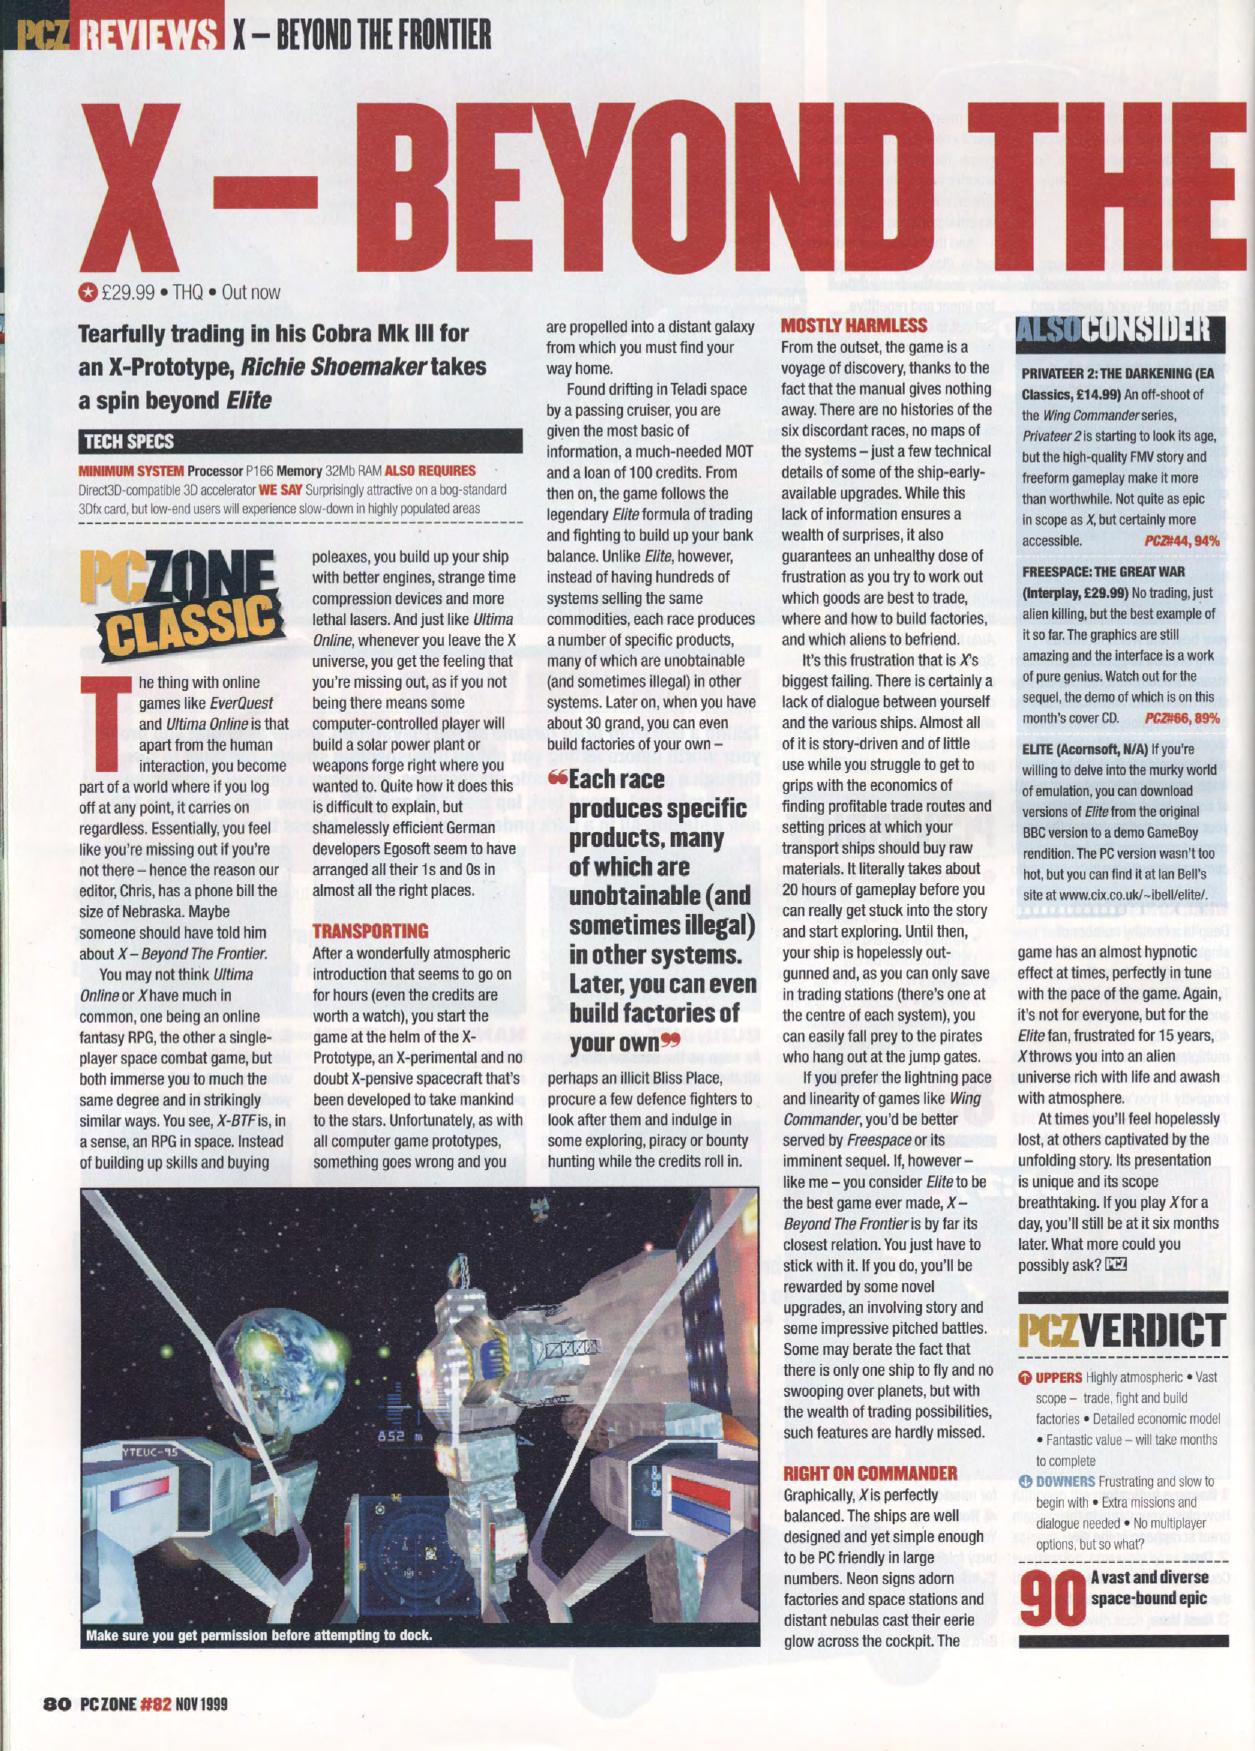 PCZ REVIEWS X – BEYOND THE FRONTIER
X – BEYOND THE
£29.99 • THQ • Out now
Tearfully trading in his Cobra Mk III for
an X-Prototype, Richie Shoemaker takes
a spin beyond Elite
TECH SPECS
MINIMUM SYSTEM Processor P166 Memory 32Mb RAM ALSO REQUIRES
Direct3D-compatible 3D accelerator WE SAY Surprisingly attractive on a bog-standard
3Dfx card, but low-end users will experience slow-down in highly populated areas
PCZONE
CLASSIC
The thing with online
games like EverQuest
and Ultima Online is that
apart from the human
interaction, you become
part of a world where if you log
off at any point, it carries on
regardless. Essentially, you feel
like you're missing out if you're
not there – hence the reason our
editor, Chris, has a phone bill the
size of Nebraska. Maybe
someone should have told him
about X – Beyond The Frontier.
You may not think Ultima
Online or X have much in
common, one being an online
fantasy RPG, the other a single-
player space combat game, but
both immerse you to much the
same degree and in strikingly
similar ways. You see, X-BTF is, in
a sense, an RPG in space. Instead
of building up skills and buying
poleaxes, you build up your ship
with better engines, strange time
compression devices and more
lethal lasers. And just like Ultima
Online, whenever you leave the X
universe, you get the feeling that
you're missing out, as if you not
being there means some
computer-controlled player will
build a solar power plant or
weapons forge right where you
wanted to. Quite how it does this
is difficult to explain, but
shamelessly efficient German
developers Egosoft seem to have
arranged all their 1s and 0s in
almost all the right places.
TRANSPORTING
After a wonderfully atmospheric
introduction that seems to go on
for hours (even the credits are
worth a watch), you start the
game at the helm of the X-
Prototype, an X-perimental and no
doubt X-pensive spacecraft that's
been developed to take mankind
to the stars. Unfortunately, as with
all computer game prototypes,
something goes wrong and you
are propelled into a distant galaxy
from which you must find your
way home.
Found drifting in Teladi space
by a passing cruiser, you are
given the most basic of
information, a much-needed MOT
and a loan of 100 credits. From
then on, the game follows the
legendary Elite formula of trading
and fighting to build up your bank
balance. Unlike Elite, however,
instead of having hundreds of
systems selling the same
commodities, each race produces
a number of specific products,
many of which are unobtainable
(and sometimes illegal) in other
systems. Later on, when you have
about 30 grand, you can even
build factories of your own –
❝Each race
produces specific
products, many
of which are
unobtainable (and
sometimes illegal)
in other systems.
Later, you can even
build factories of
your own❞
perhaps an illicit Bliss Place,
procure a few defence fighters to
look after them and indulge in
some exploring, piracy or bounty
hunting while the credits roll in.
MOSTLY HARMLESS
From the outset, the game is a
voyage of discovery, thanks to the
fact that the manual gives nothing
away. There are no histories of the
six discordant races, no maps of
the systems – just a few technical
details of some of the ship-early-
available upgrades. While this
lack of information ensures a
wealth of surprises, it also
guarantees an unhealthy dose of
frustration as you try to work out
which goods are best to trade,
where and how to build factories,
and which aliens to befriend.
It's this frustration that is X's
biggest failing. There is certainly a
lack of dialogue between yourself
and the various ships. Almost all
of it is story-driven and of little
use while you struggle to get to
grips with the economics of
finding profitable trade routes and
setting prices at which your
transport ships should buy raw
materials. It literally takes about
20 hours of gameplay before you
can really get stuck into the story
and start exploring. Until then,
your ship is hopelessly out-
gunned and, as you can only save
in trading stations (there's one at
the centre of each system), you
can easily fall prey to the pirates
who hang out at the jump gates.
If you prefer the lightning pace
and linearity of games like Wing
Commander, you'd be better
served by Freespace or its
imminent sequel. If, however –
like me – you consider Elite to be
the best game ever made, X –
Beyond The Frontier is by far its
closest relation. You just have to
stick with it. If you do, you'll be
rewarded by some novel
upgrades, an involving story and
some impressive pitched battles.
Some may berate the fact that
there is only one ship to fly and no
swooping over planets, but with
the wealth of trading possibilities,
such features are hardly missed.
RIGHT ON COMMANDER
Graphically, X is perfectly
balanced. The ships are well
designed and yet simple enough
to be PC friendly in large
numbers. Neon signs adorn
factories and space stations and
distant nebulas cast their eerie
glow across the cockpit. The
ALSOCONSIDER
PRIVATEER 2: THE DARKENING (EA
Classics, £14.99) An off-shoot of
the Wing Commander series,
Privateer 2 is starting to look its age,
but the high-quality FMV story and
freeform gameplay make it more
than worthwhile. Not quite as epic
in scope as X, but certainly more
accessible. PCZ#44, 94%
FREESPACE: THE GREAT WAR
(Interplay, £29.99) No trading, just
alien killing, but the best example of
it so far. The graphics are still
amazing and the interface is a work
of pure genius. Watch out for the
sequel, the demo of which is on this
month's cover CD. PCZ#66, 89%
ELITE (Acornsoft, N/A) If you're
willing to delve into the murky world
of emulation, you can download
versions of Elite from the original
BBC version to a demo GameBoy
rendition. The PC version wasn't too
hot, but you can find it at Ian Bell's
site at www.cix.co.uk/~ibell/elite/.
game has an almost hypnotic
effect at times, perfectly in tune
with the pace of the game. Again,
it's not for everyone, but for the
Elite fan, frustrated for 15 years,
X throws you into an alien
universe rich with life and awash
with atmosphere.
At times you'll feel hopelessly
lost, at others captivated by the
unfolding story. Its presentation
is unique and its scope
breathtaking. If you play X for a
day, you'll still be at it six months
later. What more could you
possibly ask? PCZ
PCZVERDICT
UPPERS Highly atmospheric • Vast
scope – trade, fight and build
factories • Detailed economic model
• Fantastic value – will take months
to complete
DOWNERS Frustrating and slow to
begin with • Extra missions and
dialogue needed • No multiplayer
options, but so what?
90 A vast and diverse
space-bound epic
YTEUC-95
852 m
Make sure you get permission before attempting to dock.
80 PC ZONE #82 NOV 1999